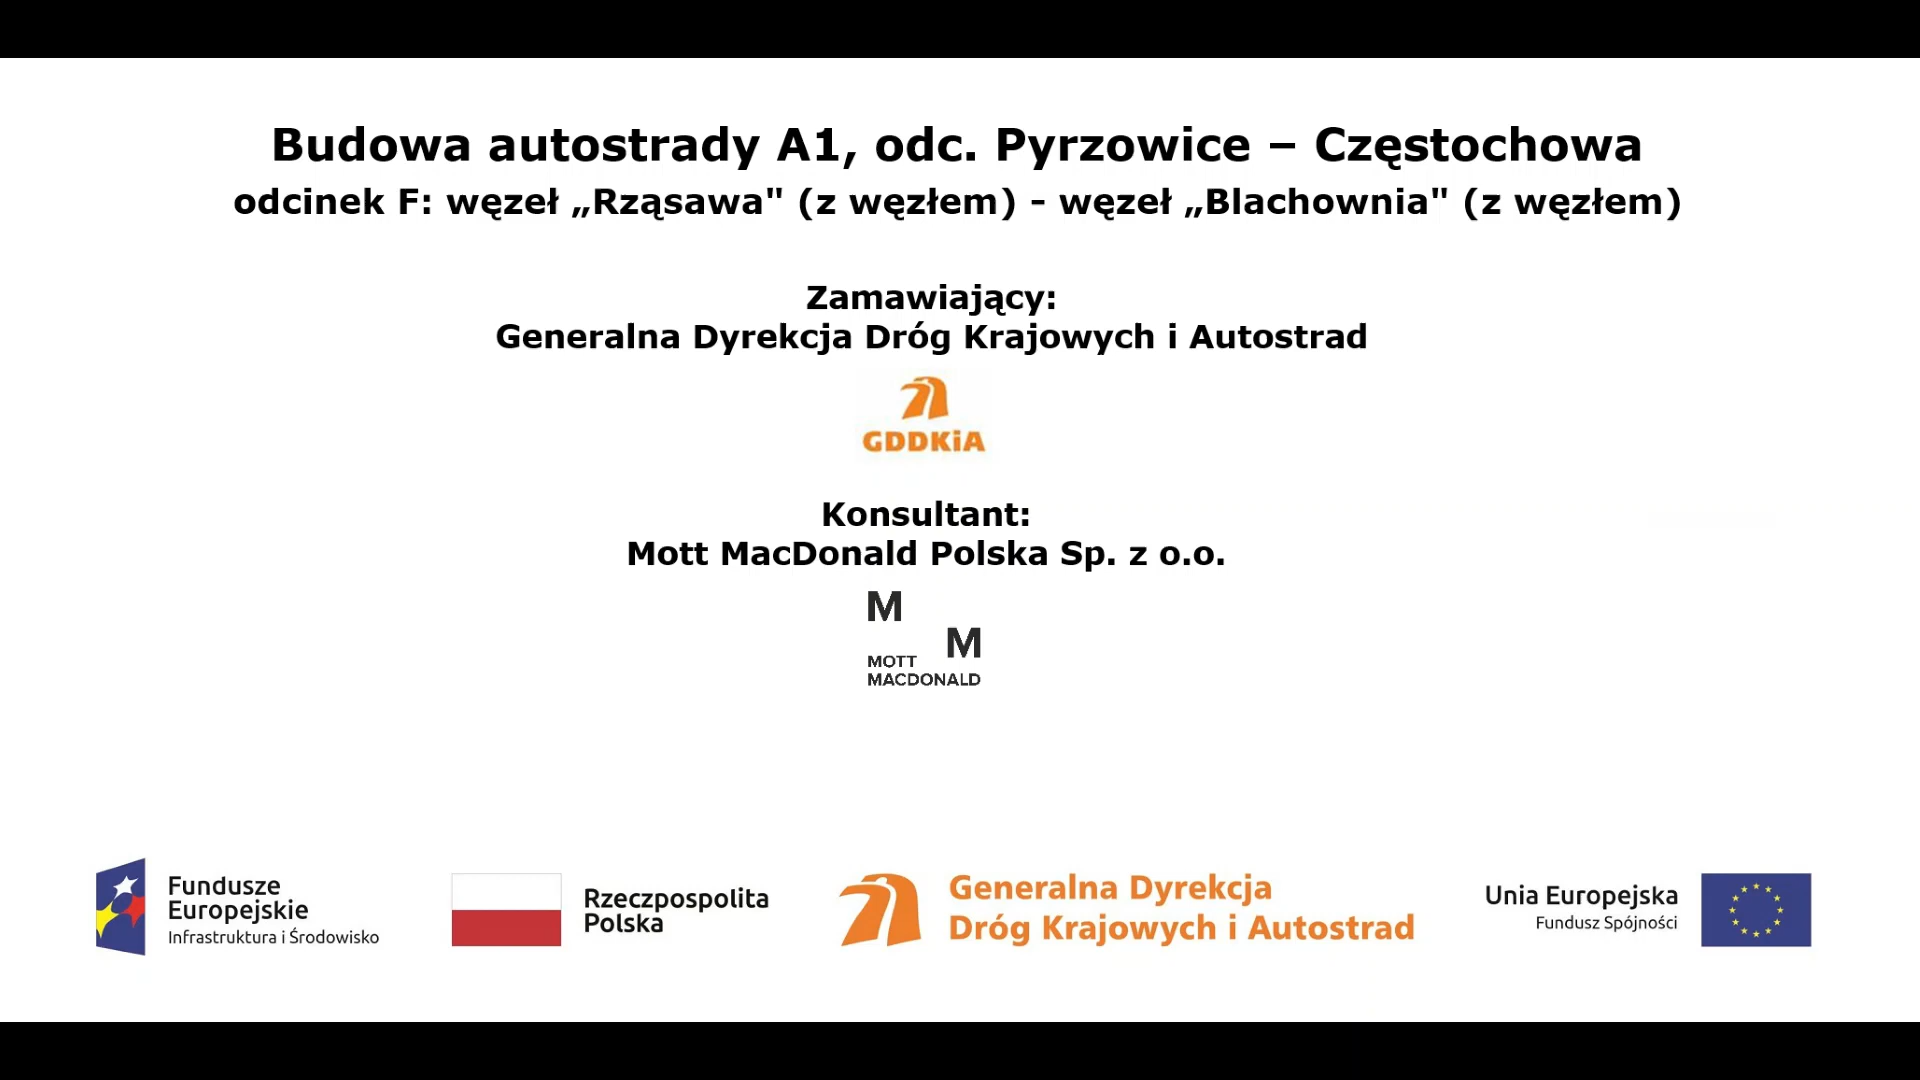 Budowa autostrady A1, odc. Pyrzowice – Częstochowa
odcinek F: węzeł „Rząsawa" (z węzłem) - węzeł „Blachownia" (z węzłem)
Zamawiający:
Generalna Dyrekcja Dróg Krajowych i Autostrad
GDDKiA
Konsultant:
Mott MacDonald Polska Sp. z o.o.
M
M
MOTT
MACDONALD
Fundusze
Europejskie
Infrastruktura i Środowisko
Rzeczpospolita
Polska
Generalna Dyrekcja
Dróg Krajowych i Autostrad
Unia Europejska
Fundusz Spójności